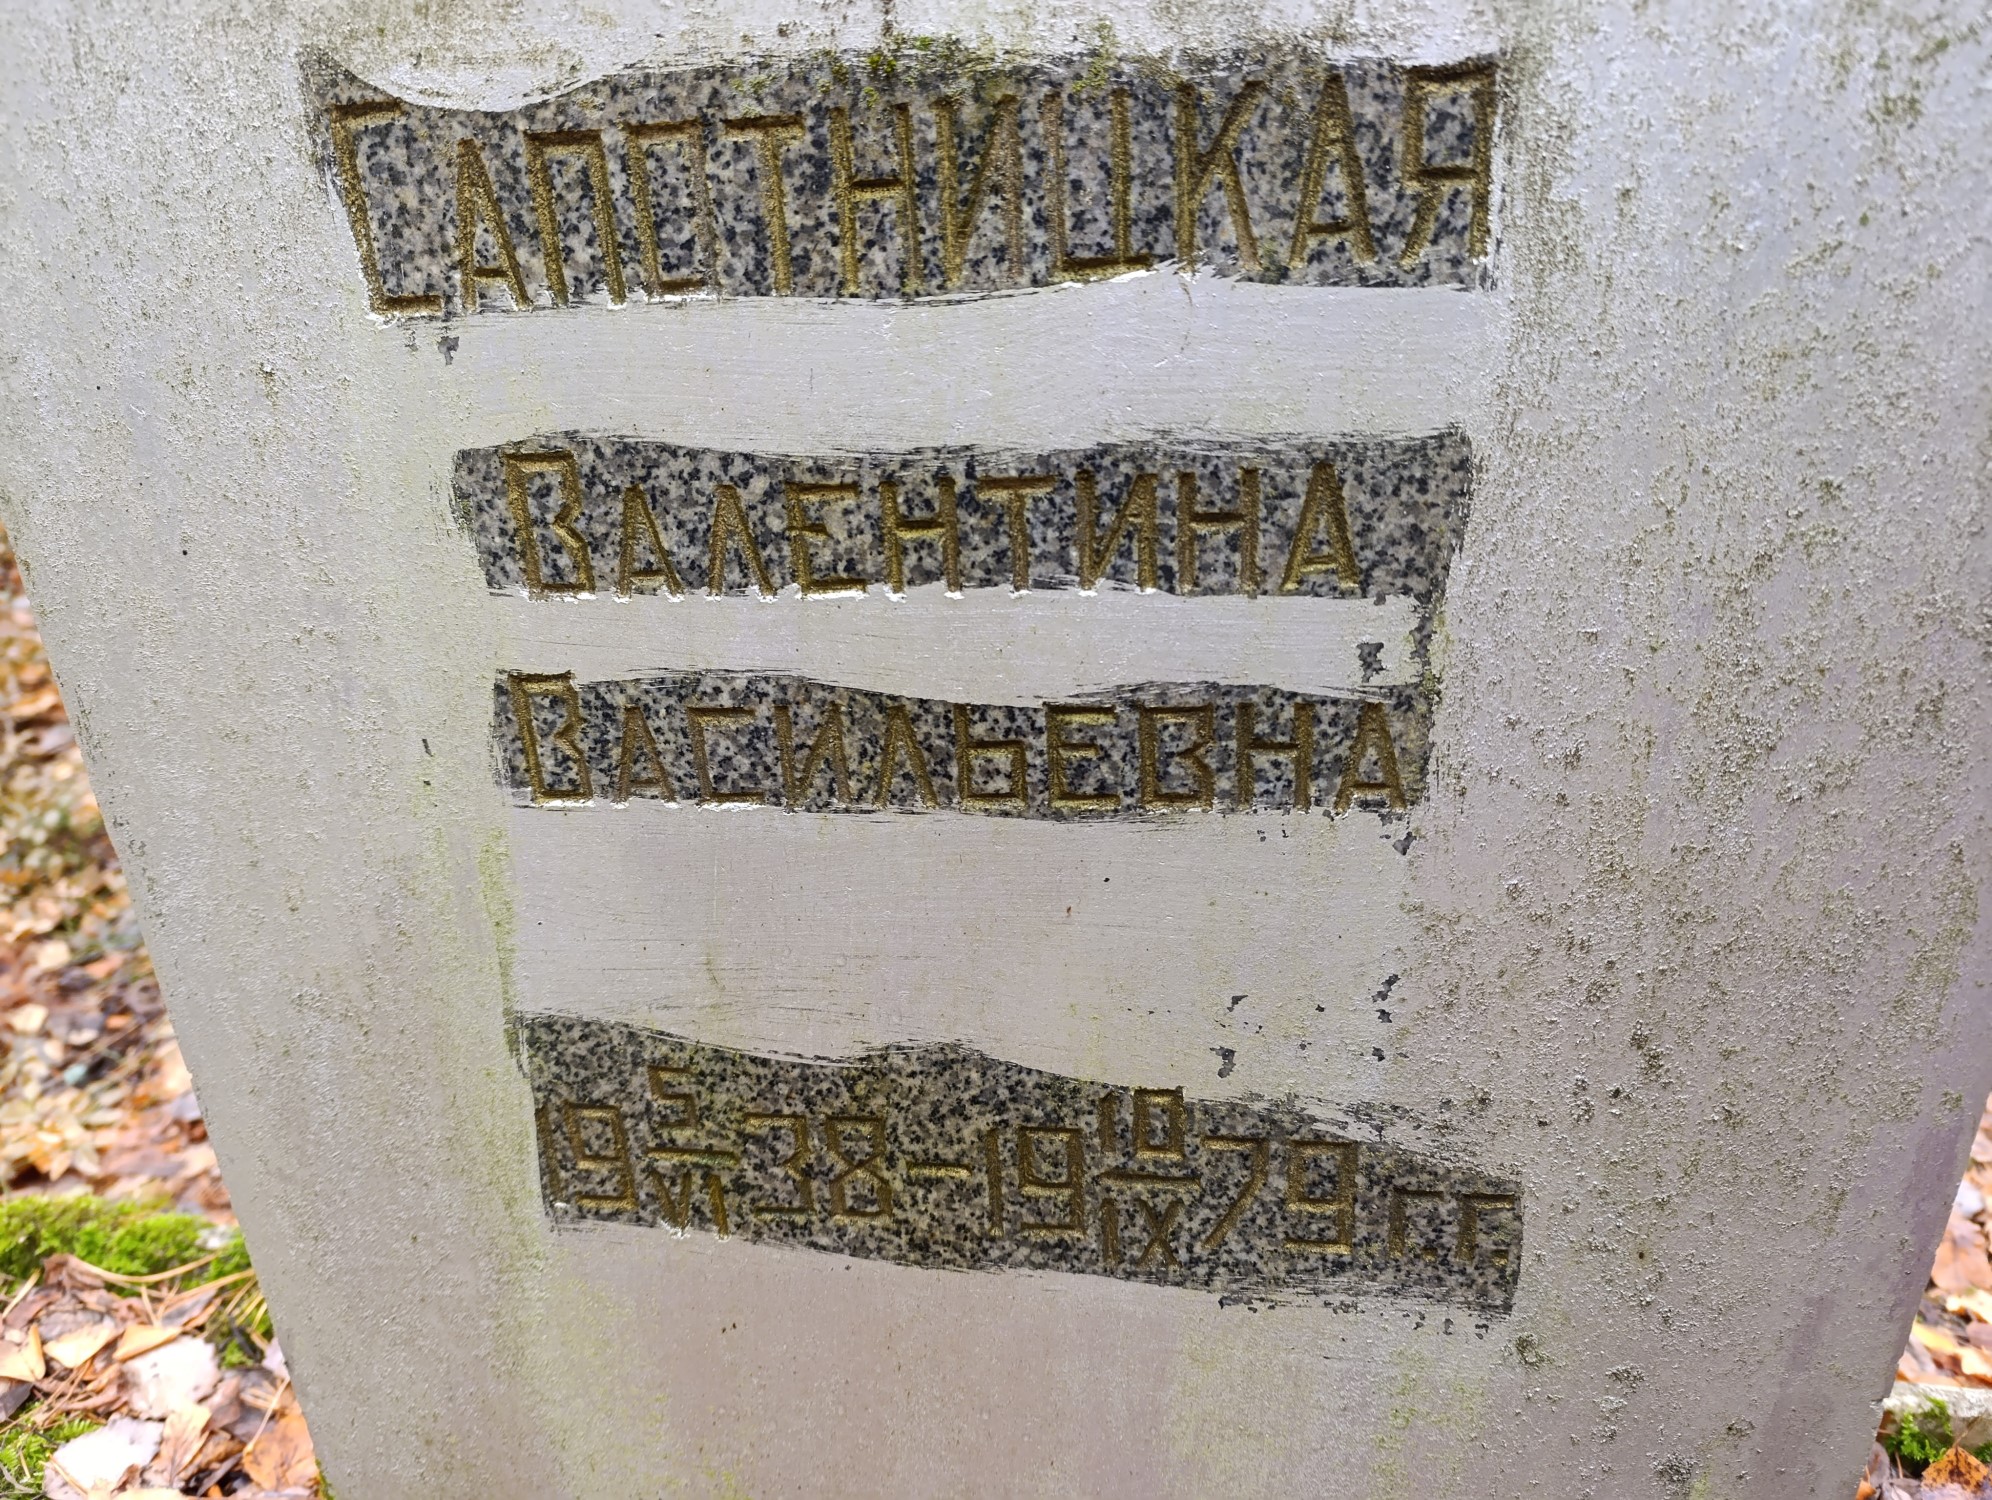 Сапотницкая
Валентина
Васильевна
19 5/VI 38 – 19 10/IX 79 г.г.